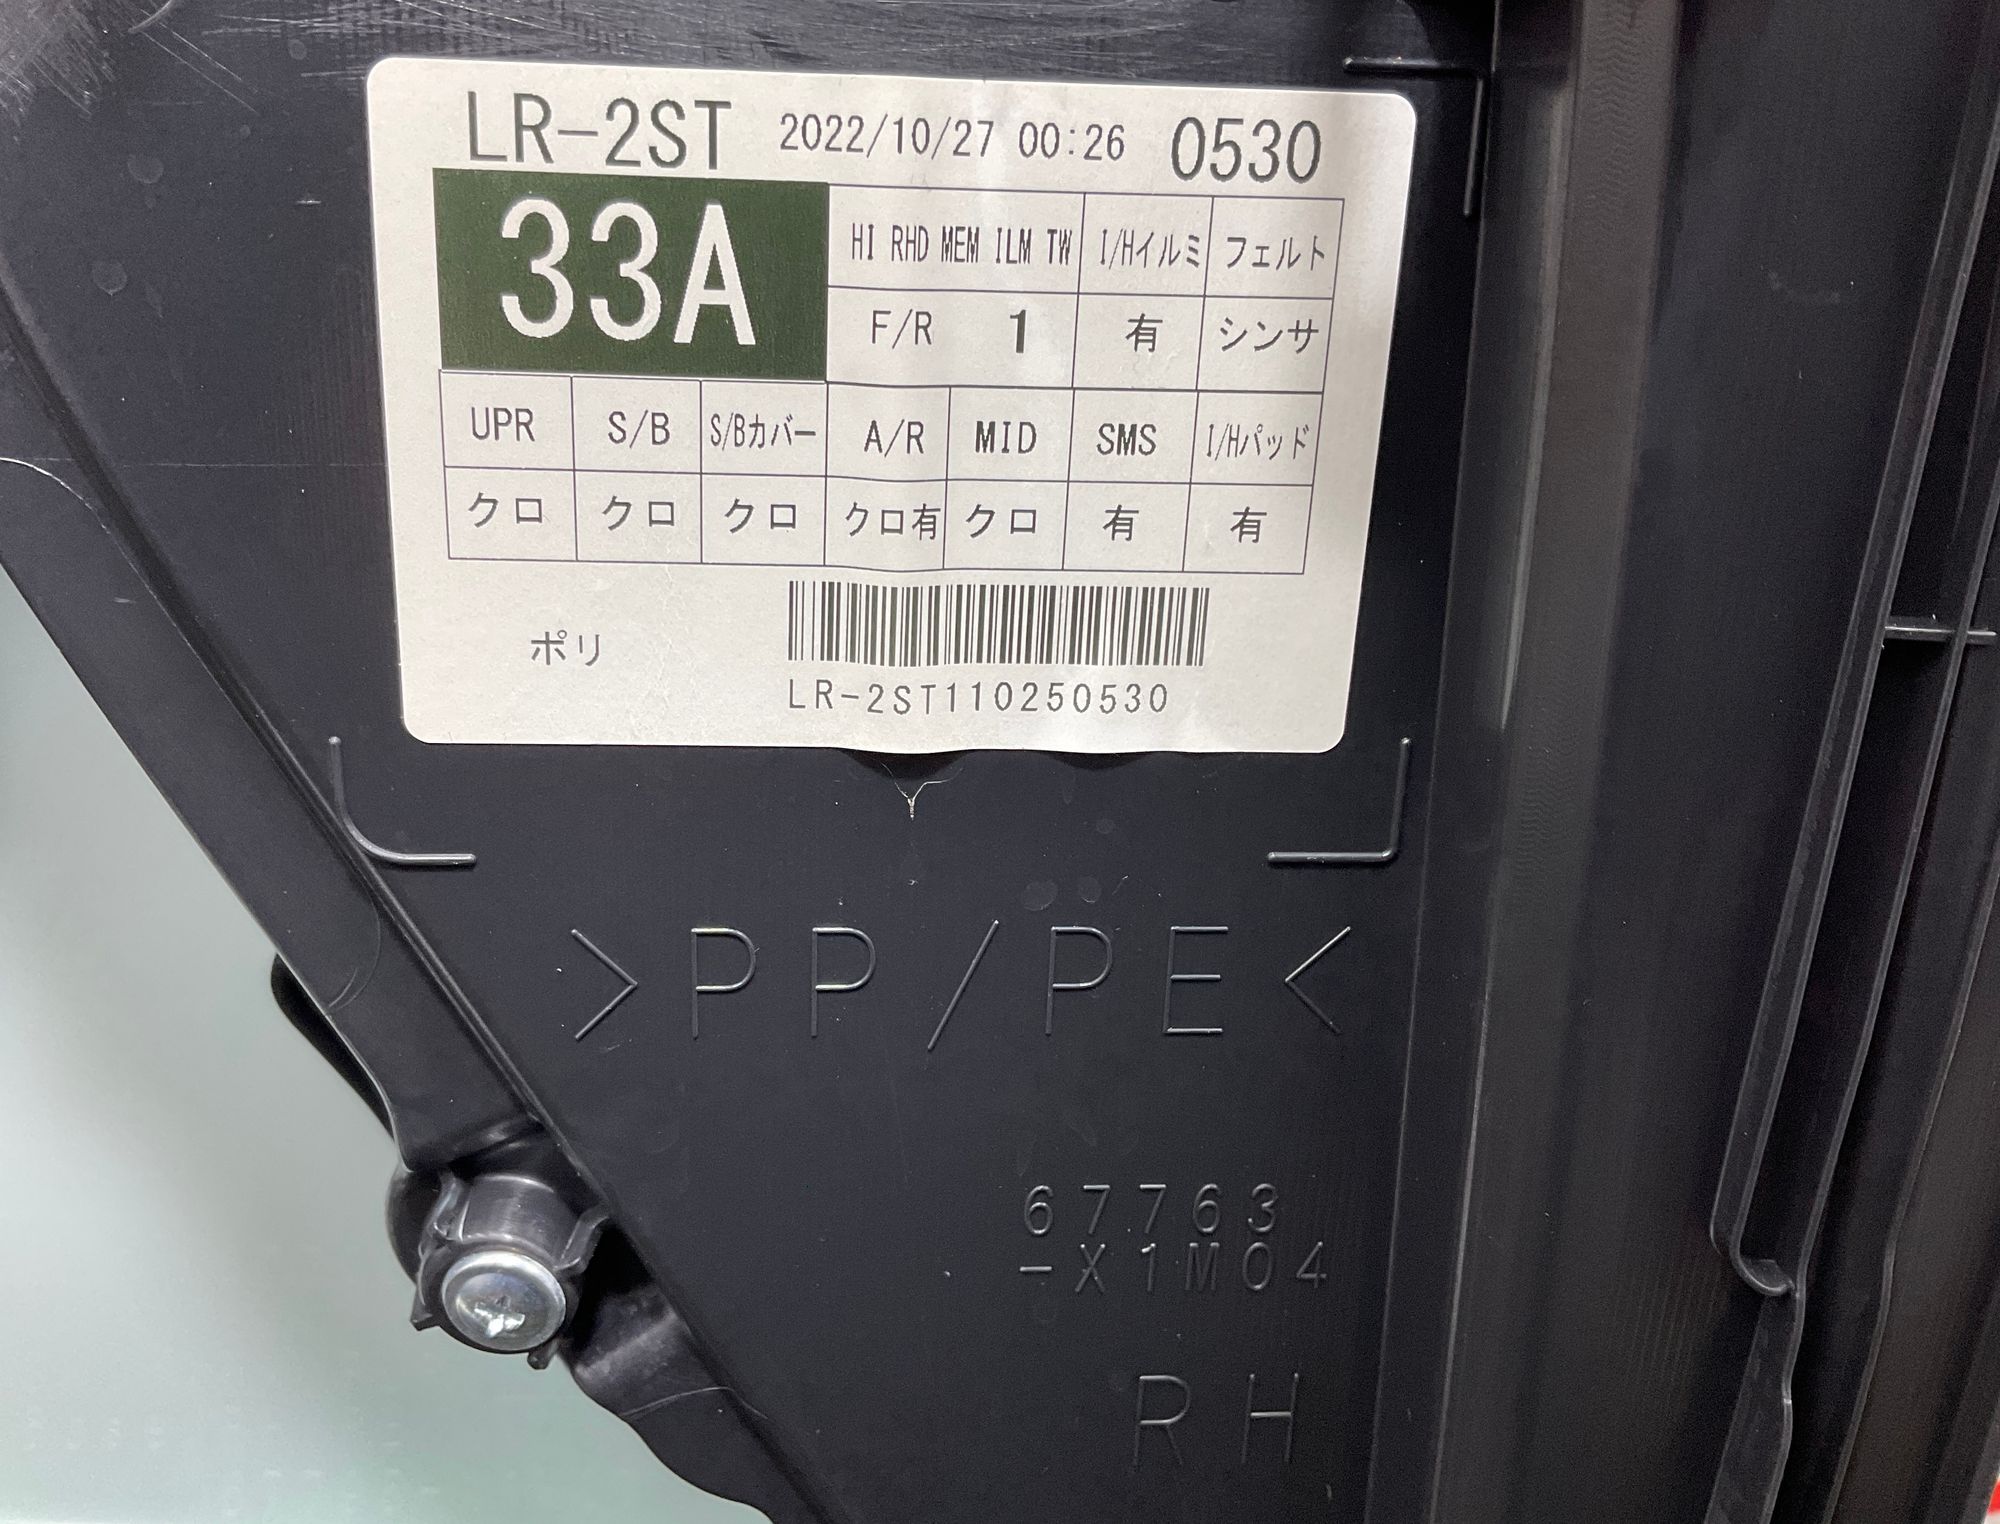 LR-2ST 2022/10/27 00:26 0530
33A
HI RHD MEM ILM TW I/Hイルミ フェルト
F/R 1 有 シンサ
UPR S/B S/Bカバー A/R MID SMS I/Hパッド
クロ クロ クロ クロ有 クロ 有 有
ポリ
LR-2ST110250530
>PP/PE<
67763
-X1M04
RH